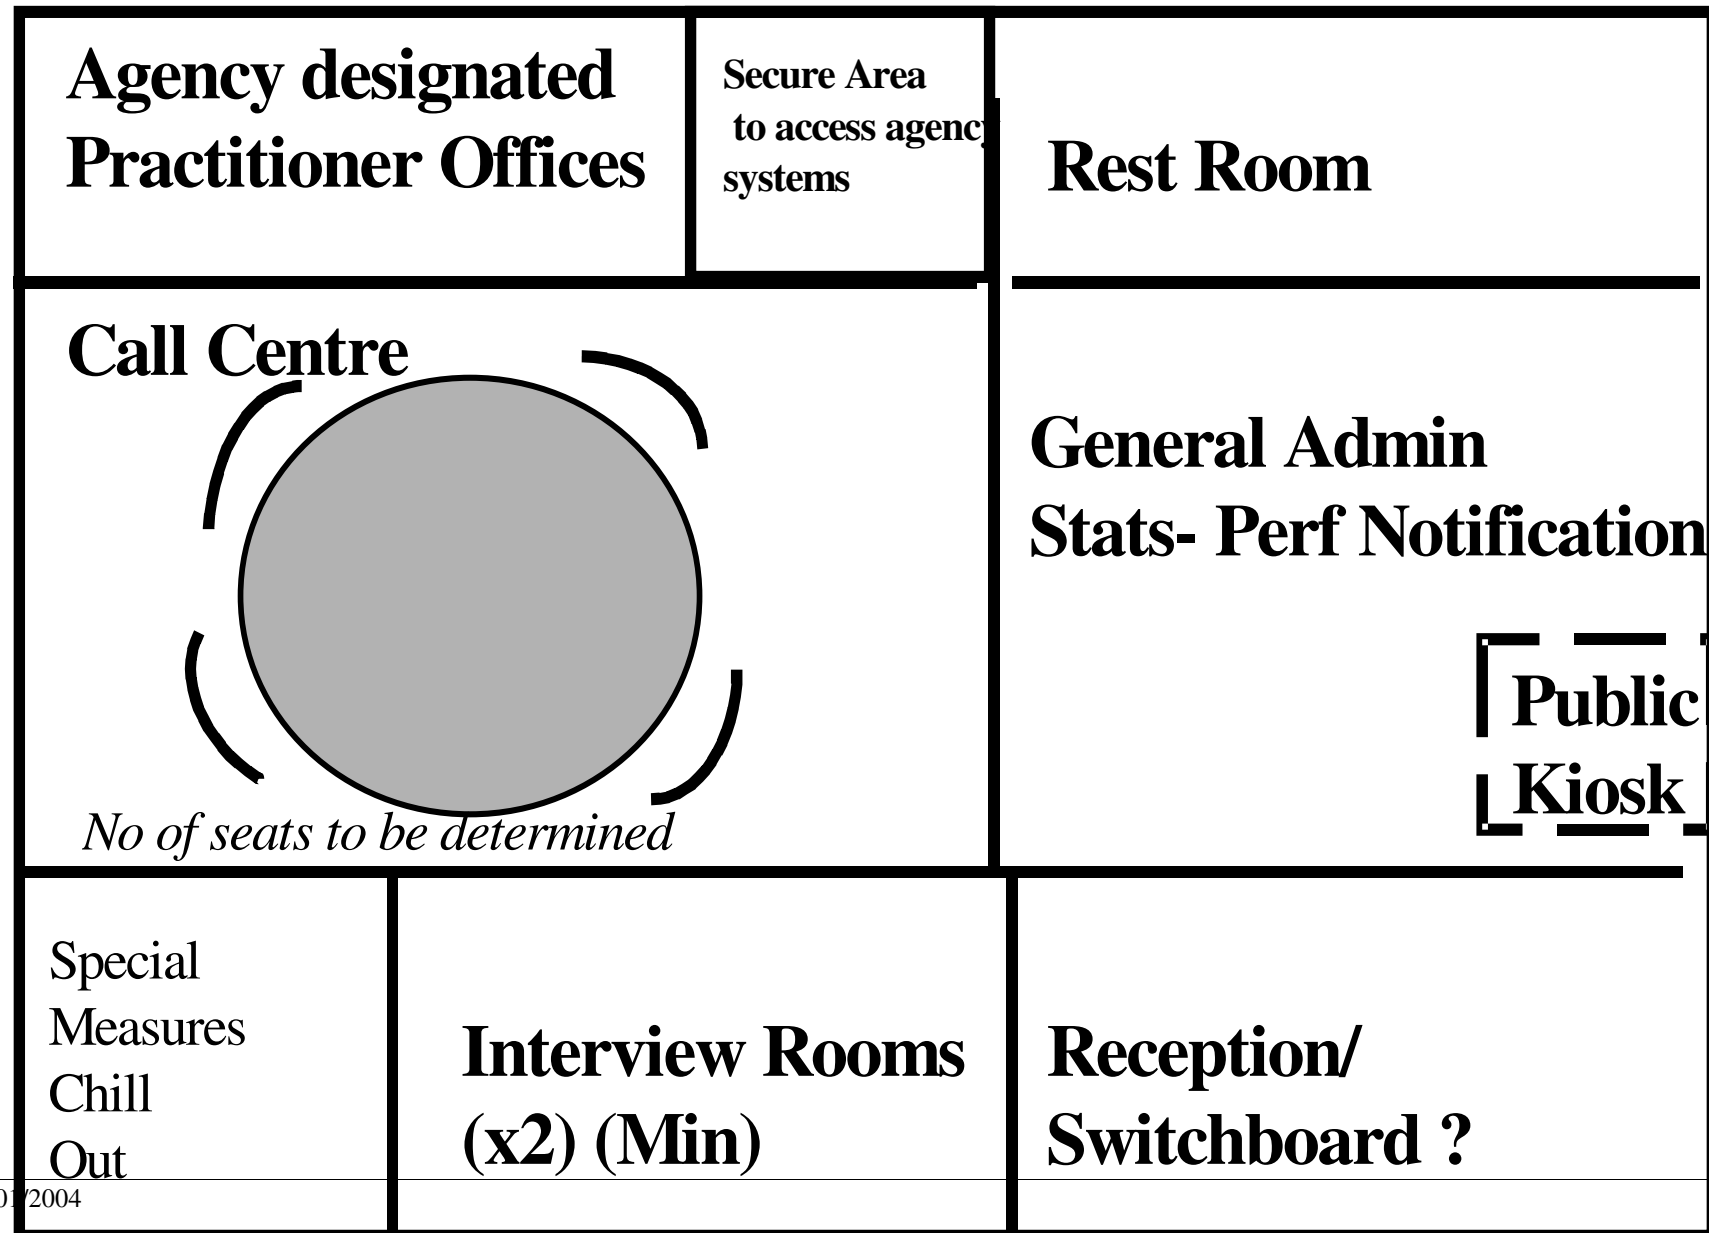 Agency designated
Practitioner Offices
Secure Area
to access agency
systems
Rest Room
Call Centre
General Admin
Stats- Perf Notification
Public
Kiosk
No of seats to be determined
Special
Measures
Chill
Out
Interview Rooms
(x2) (Min)
Reception/
Switchboard ?
01/2004